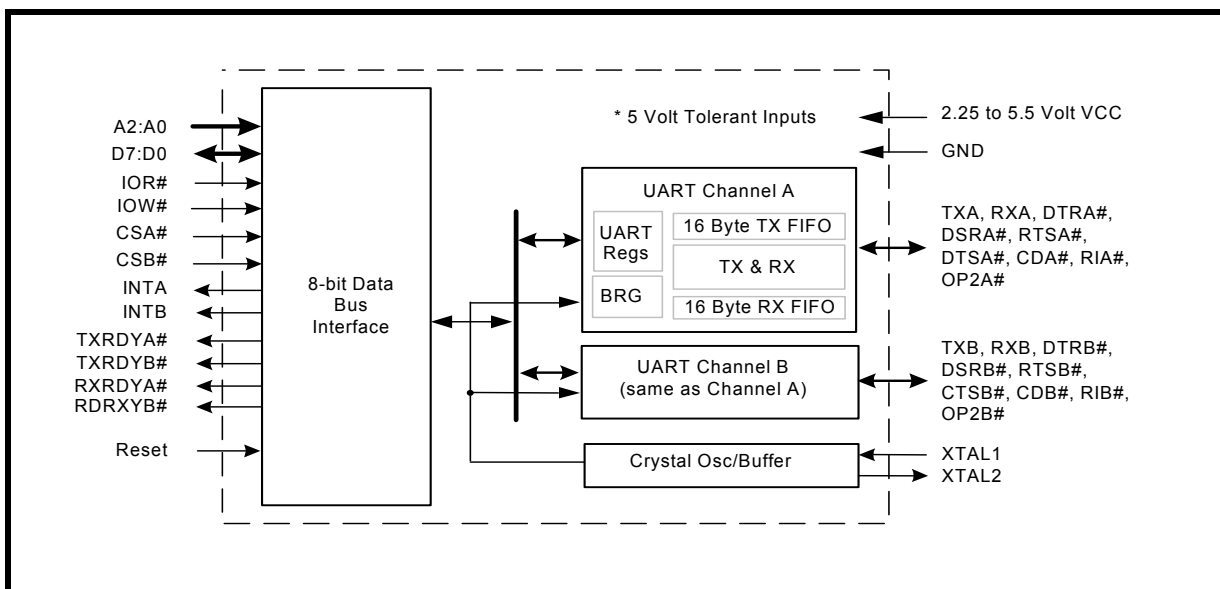 A2:A0
D7:D0
IOR#
IOW#
CSA#
CSB#
INTA
INTB
TXRDYA#
TXRDYB#
RXRDYA#
RDRXYB#
Reset
8-bit Data
Bus
Interface
* 5 Volt Tolerant Inputs
UART Channel A
UART
Regs
BRG
16 Byte TX FIFO
TX & RX
16 Byte RX FIFO
UART Channel B
(same as Channel A)
Crystal Osc/Buffer
2.25 to 5.5 Volt VCC
GND
TXA, RXA, DTRA#,
DSRA#, RTSA#,
DTSA#, CDA#, RIA#,
OP2A#
TXB, RXB, DTRB#,
DSRB#, RTSB#,
CTSB#, CDB#, RIB#,
OP2B#
XTAL1
XTAL2